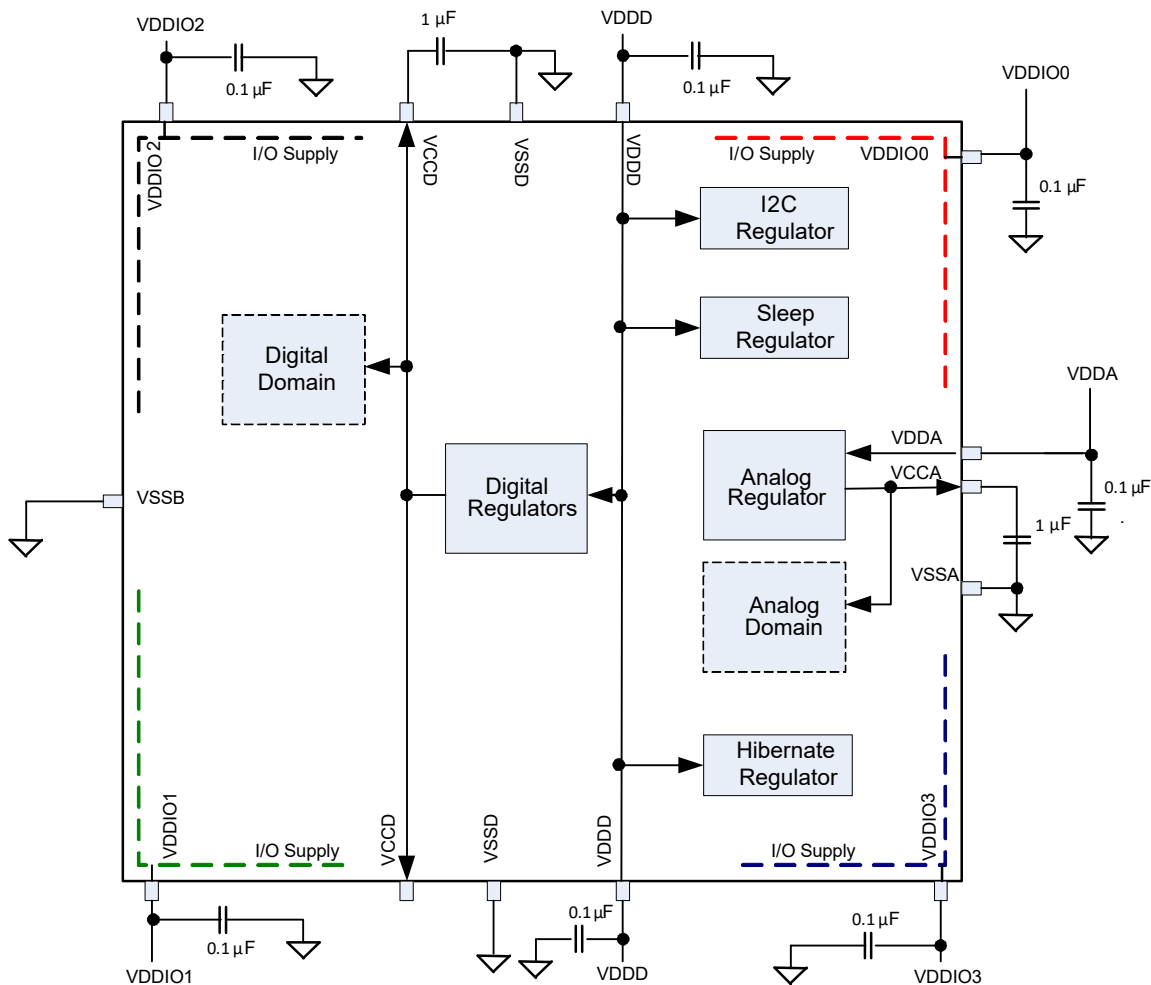 VDDIO2
1 µF
VDDD
0.1 µF
0.1 µF
VDDIO0
I/O Supply
VDDIO2
VCCD
VSSD
VDDD
I/O Supply
VDDIO0
0.1 µF
I2C
Regulator
Sleep
Regulator
Digital
Domain
VDDA
VDDA
Analog
Regulator
VCCA
Digital
Regulators
0.1 µF
.
1 µF
VSSB
VSSA
Analog
Domain
Hibernate
Regulator
VDDIO1
I/O Supply
VCCD
VSSD
VDDD
I/O Supply
VDDIO3
0.1 µF
0.1 µF
0.1 µF
VDDIO1
VDDD
VDDIO3